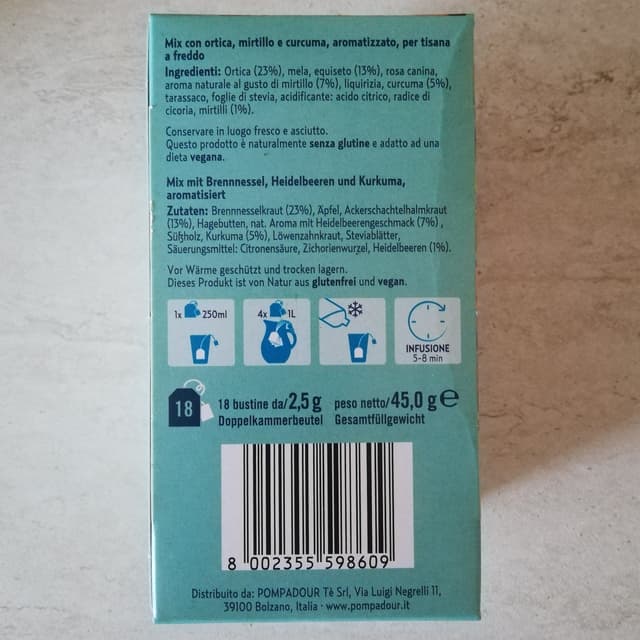 Mix con ortica, mirtillo e curcuma, aromatizzato, per tisana
a freddo
Ingredienti: Ortica (23%), mela, equiseto (13%), rosa canina,
aroma naturale al gusto di mirtillo (7%), liquirizia, curcuma (5%),
tarassaco, foglie di stevia, acidificante: acido citrico, radice di
cicoria, mirtilli (1%).
Conservare in luogo fresco e asciutto.
Questo prodotto è naturalmente senza glutine e adatto ad una
dieta vegana.
Mix mit Brennnessel, Heidelbeeren und Kurkuma,
aromatisiert
Zutaten: Brennnesselkraut (23%), Äpfel, Ackerschachtelhalmkraut
(13%), Hagebutten, nat. Aroma mit Heidelbeerengeschmack (7%) ,
Süßholz, Kurkuma (5%), Löwenzahnkraut, Steviablätter,
Säuerungsmittel: Citronensäure, Zichorienwurzel, Heidelbeeren (1%).
Vor Wärme geschützt und trocken lagern.
Dieses Produkt ist von Natur aus glutenfrei und vegan.
1x 250ml
4x 1L
INFUSIONE
5-8 min
18
18 bustine da/2,5 g peso netto/45,0 g e
Doppelkammerbeutel Gesamtfüllgewicht
8 002355 598609
Distribuito da: POMPADOUR Tè Srl, Via Luigi Negrelli 11,
39100 Bolzano, Italia · www.pompadour.it